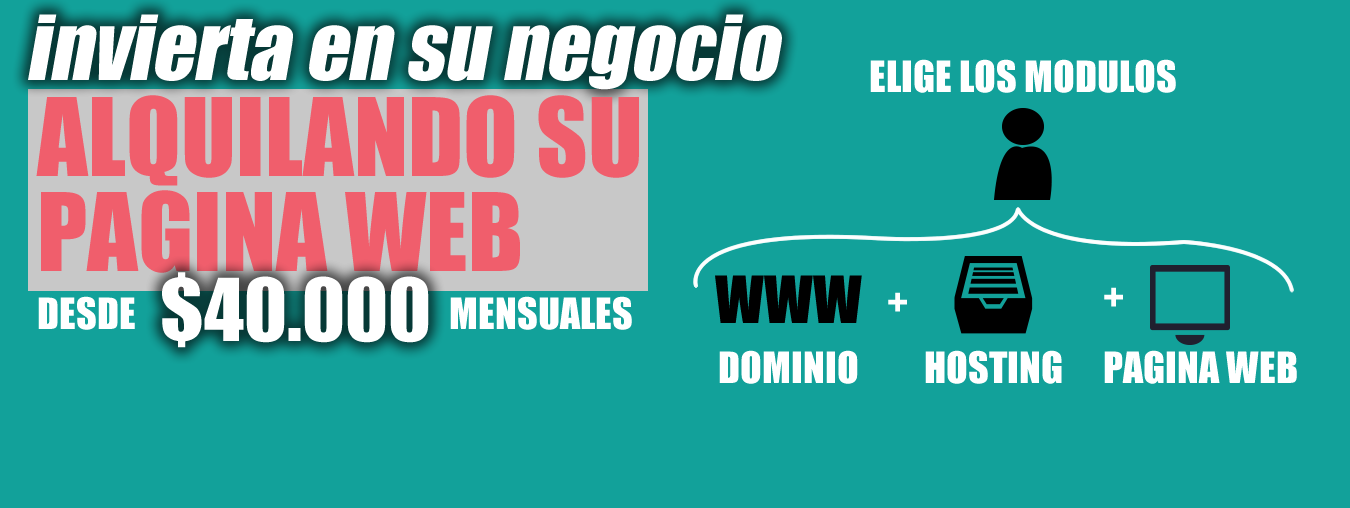 invierta en su negocio
ALQUILANDO SU
PAGINA WEB
DESDE $40.000 MENSUALES
ELIGE LOS MODULOS
WWW + +
DOMINIO HOSTING PAGINA WEB